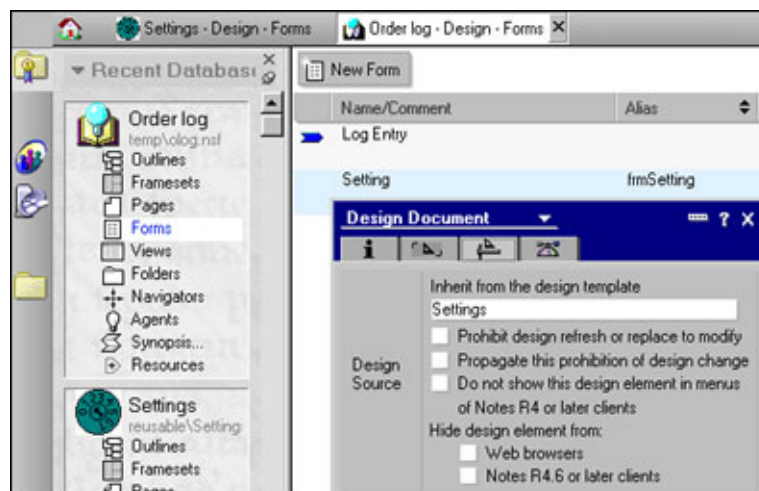 Settings - Design - Forms
Order log - Design - Forms
Recent Databas
New Form
Order log
temp\olog.nsf
Outlines
Framesets
Pages
Forms
Views
Folders
Navigators
Agents
Synopsis...
Resources
Settings
reusable\Setting
Outlines
Framesets
Pages
Name/Comment Alias
Log Entry
Setting frmSetting
Design Document ? X
i
Inherit from the design template
Settings
Design Source
Prohibit design refresh or replace to modify
Propagate this prohibition of design change
Do not show this design element in menus
of Notes R4 or later clients
Hide design element from:
Web browsers
Notes R4.6 or later clients